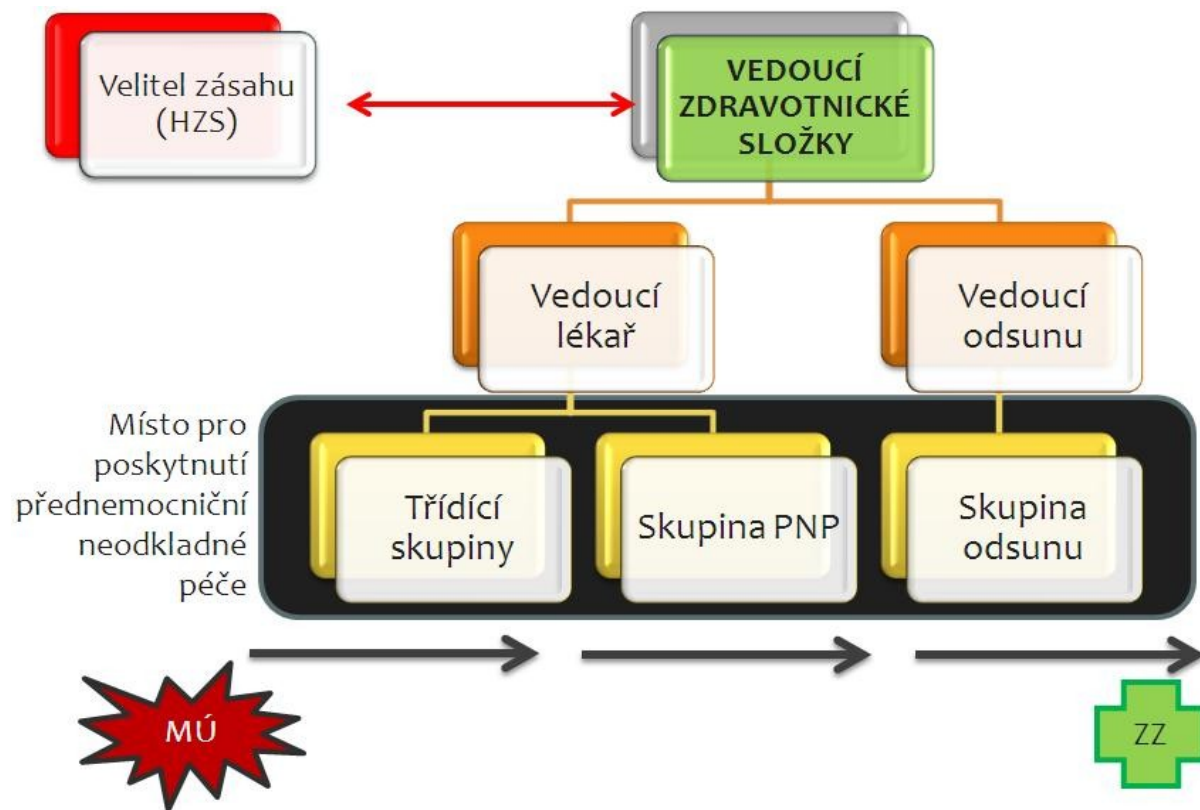 Velitel zásahu
(HZS)
VEDOUCÍ
ZDRAVOTNICKÉ
SLOŽKY
Vedoucí
lékař
Vedoucí
odsunu
Místo pro
poskytnutí
přednemocniční
neodkladné
péče
Třídící
skupiny
Skupina PNP
Skupina
odsunu
MÚ
ZZ